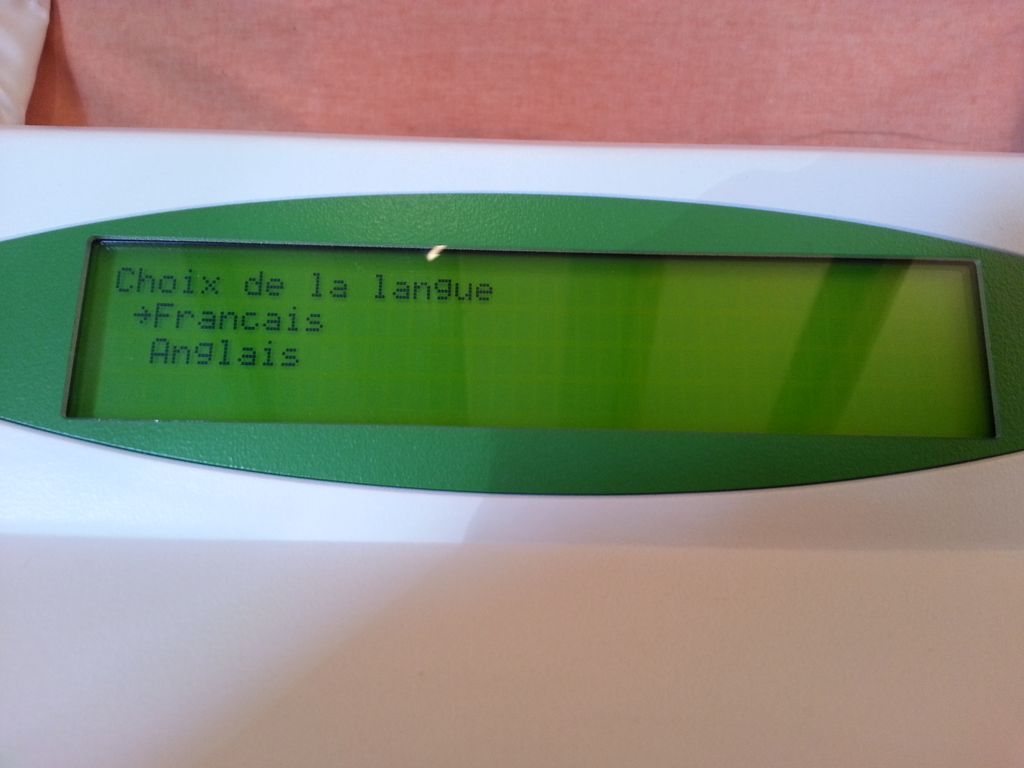 Choix de la langue
→Francais
Anglais